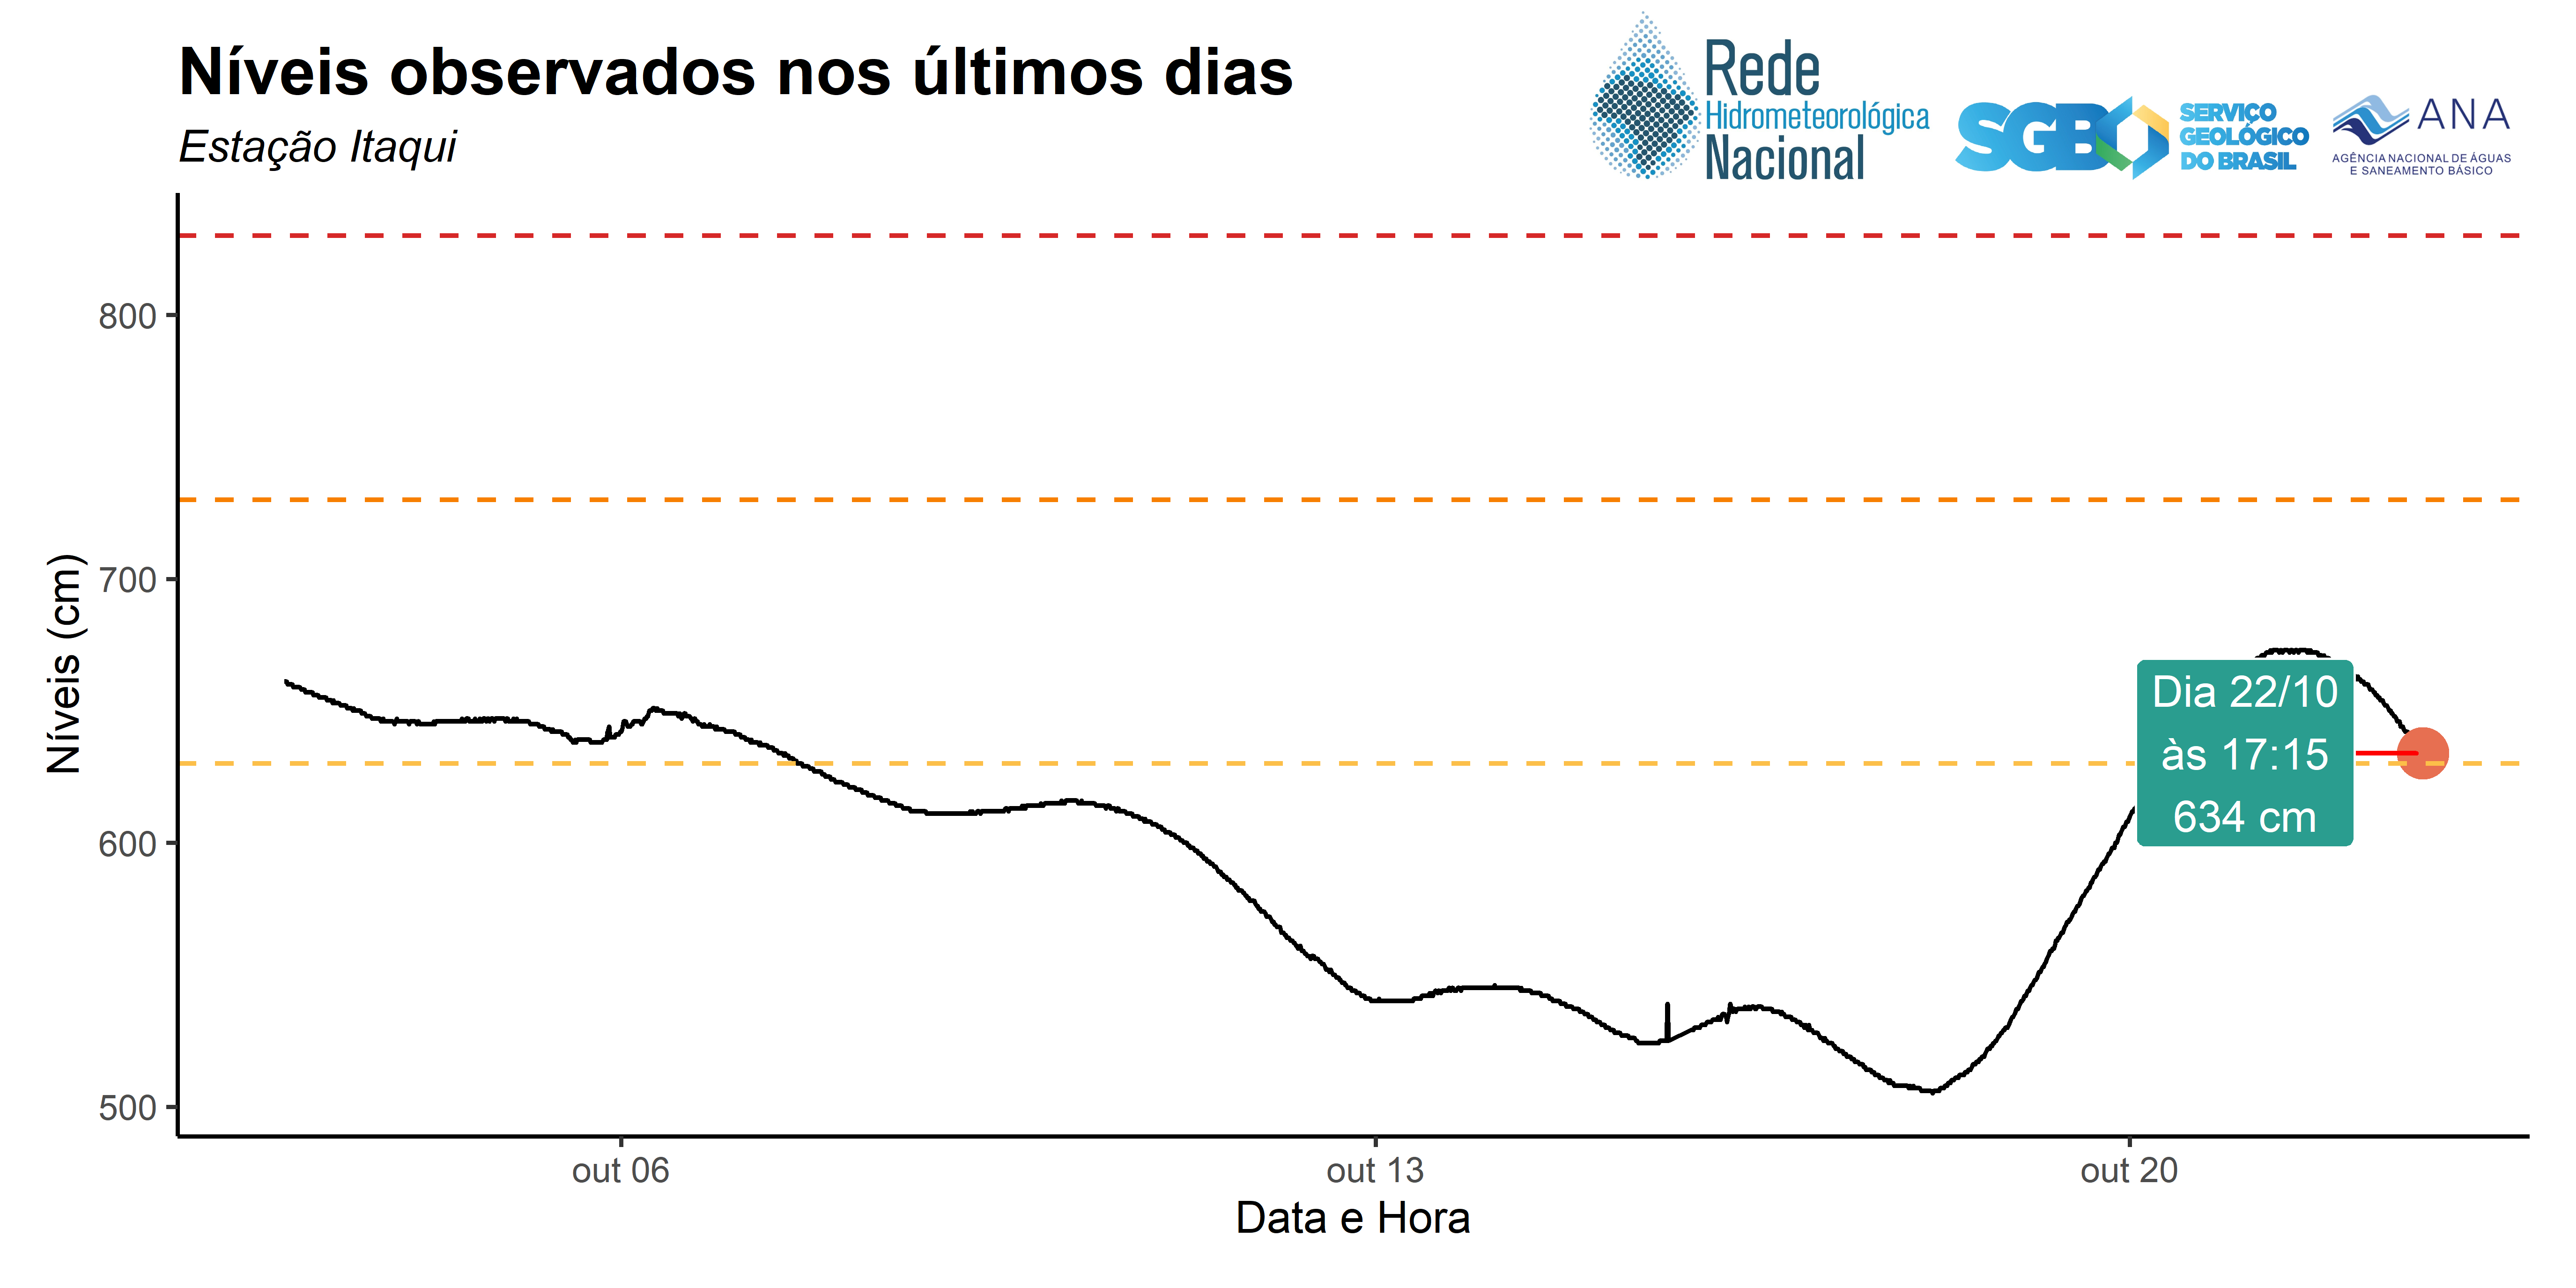 Níveis observados nos últimos dias
Estação Itaqui
Rede
Hidrometeorológica
Nacional
SGB
SERVIÇO
GEOLÓGICO
DO BRASIL
ANA
AGÊNCIA NACIONAL DE ÁGUAS
E SANEAMENTO BÁSICO
Níveis (cm)
800
700
600
500
Dia 22/10
às 17:15
634 cm
out 06
out 13
out 20
Data e Hora